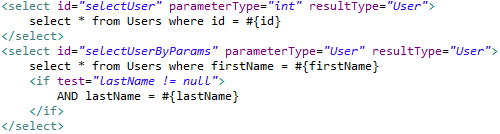 <select id="selectUser" parameterType="int" resultType="User">
select * from Users where id = #{id}
</select>
<select id="selectUserByParams" parameterType="User" resultType="User">
select * from Users where firstName = #{firstName}
<if test="lastName != null">
AND lastName = #{lastName}
</if>
</select>